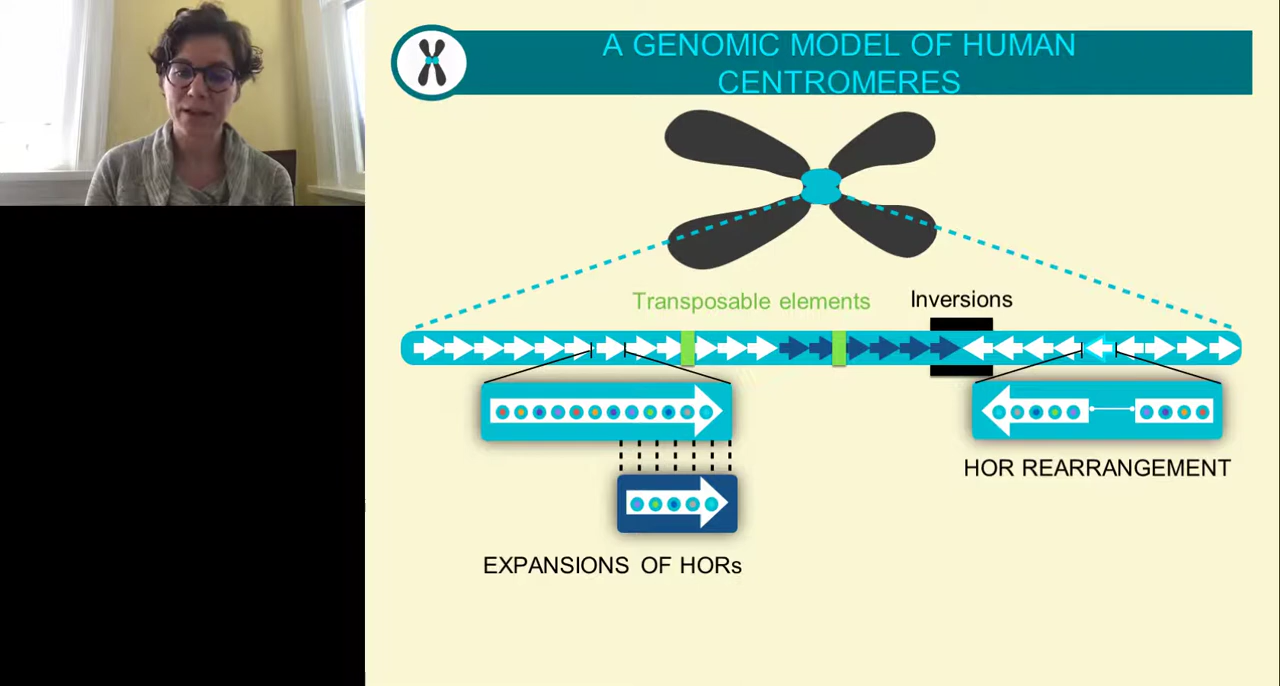 A GENOMIC MODEL OF HUMAN
CENTROMERES
Transposable elements
Inversions
HOR REARRANGEMENT
EXPANSIONS OF HORs